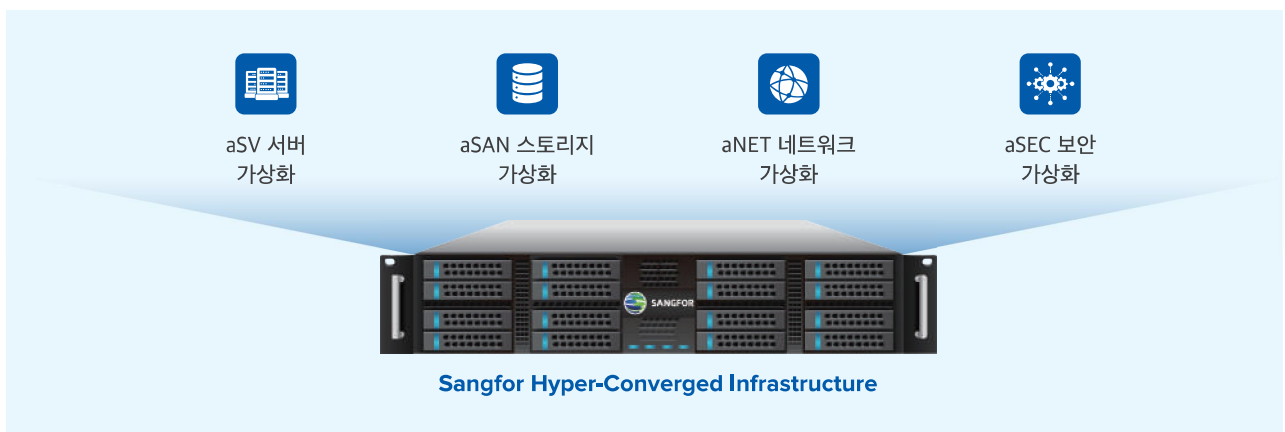 aSV 서버
가상화
aSAN 스토리지
가상화
aNET 네트워크
가상화
aSEC 보안
가상화
SANGFOR
Sangfor Hyper-Converged Infrastructure